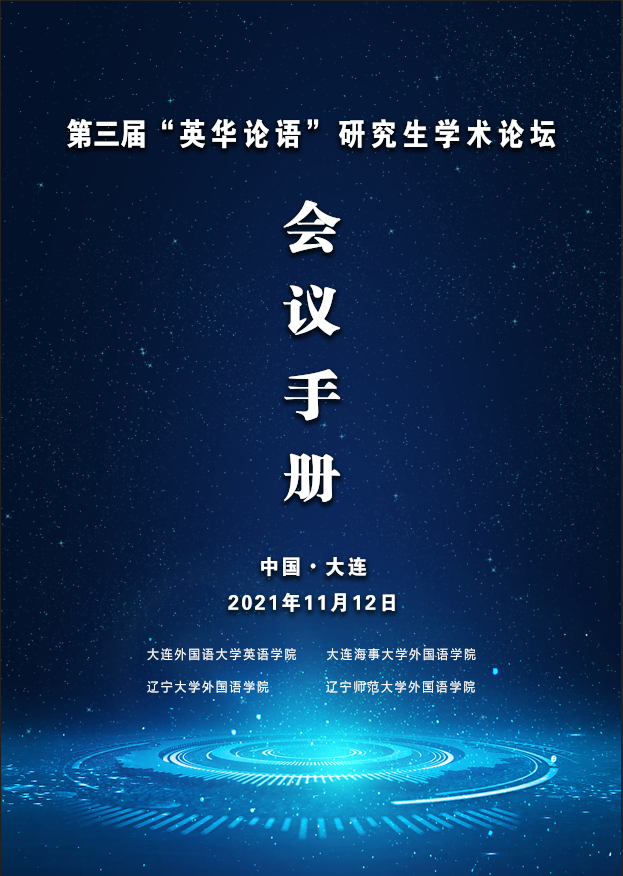 第三届“英华论语”研究生学术论坛
会
议
手
册
中国·大连
2021年11月12日
大连外国语大学英语学院 大连海事大学外国语学院
辽宁大学外国语学院 辽宁师范大学外国语学院